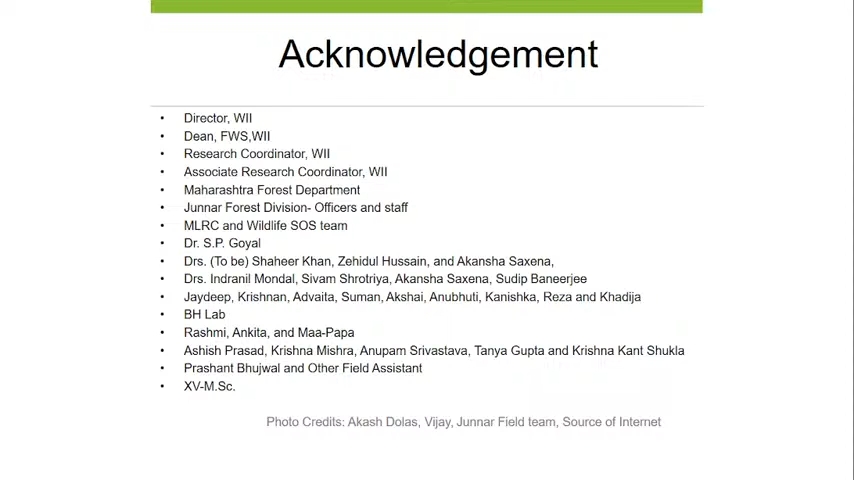 Acknowledgement
• Director, WII
• Dean, FWS,WII
• Research Coordinator, WII
• Associate Research Coordinator, WII
• Maharashtra Forest Department
• Junnar Forest Division- Officers and staff
• MLRC and Wildlife SOS team
• Dr. S.P. Goyal
• Drs. (To be) Shaheer Khan, Zehidul Hussain, and Akansha Saxena,
• Drs. Indranil Mondal, Sivam Shrotriya, Akansha Saxena, Sudip Baneerjee
• Jaydeep, Krishnan, Advaita, Suman, Akshai, Anubhuti, Kanishka, Reza and Khadija
• BH Lab
• Rashmi, Ankita, and Maa-Papa
• Ashish Prasad, Krishna Mishra, Anupam Srivastava, Tanya Gupta and Krishna Kant Shukla
• Prashant Bhujwal and Other Field Assistant
• XV-M.Sc.
Photo Credits: Akash Dolas, Vijay, Junnar Field team, Source of Internet